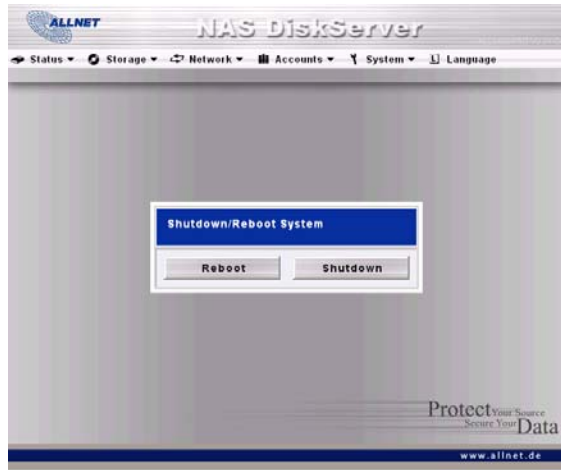 ALLNET
NAS DiskServer
Status Storage Network Accounts System Language
Shutdown/Reboot System
Reboot Shutdown
Protect Your Source
Secure Your Data
www.allnet.de